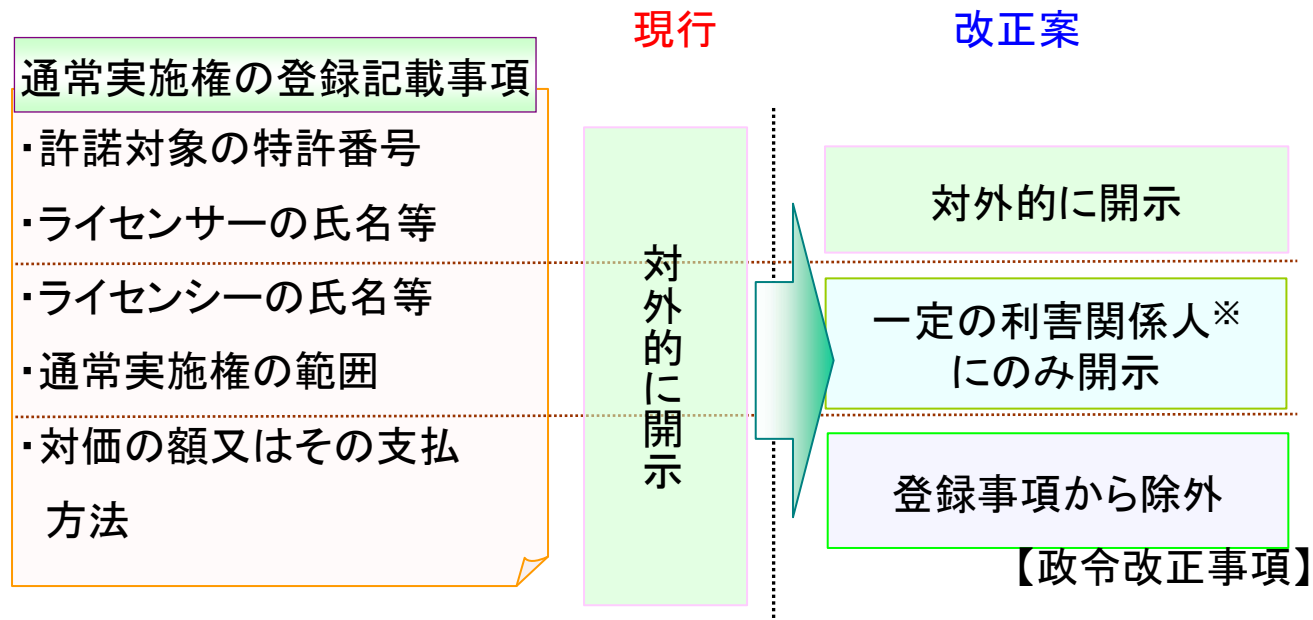 現行
改正案
通常実施権の登録記載事項
・許諾対象の特許番号
・ライセンサーの氏名等
・ライセンシーの氏名等
・通常実施権の範囲
・対価の額又はその支払
方法
対外的に開示
対外的に開示
一定の利害関係人※
にのみ開示
登録事項から除外
【政令改正事項】